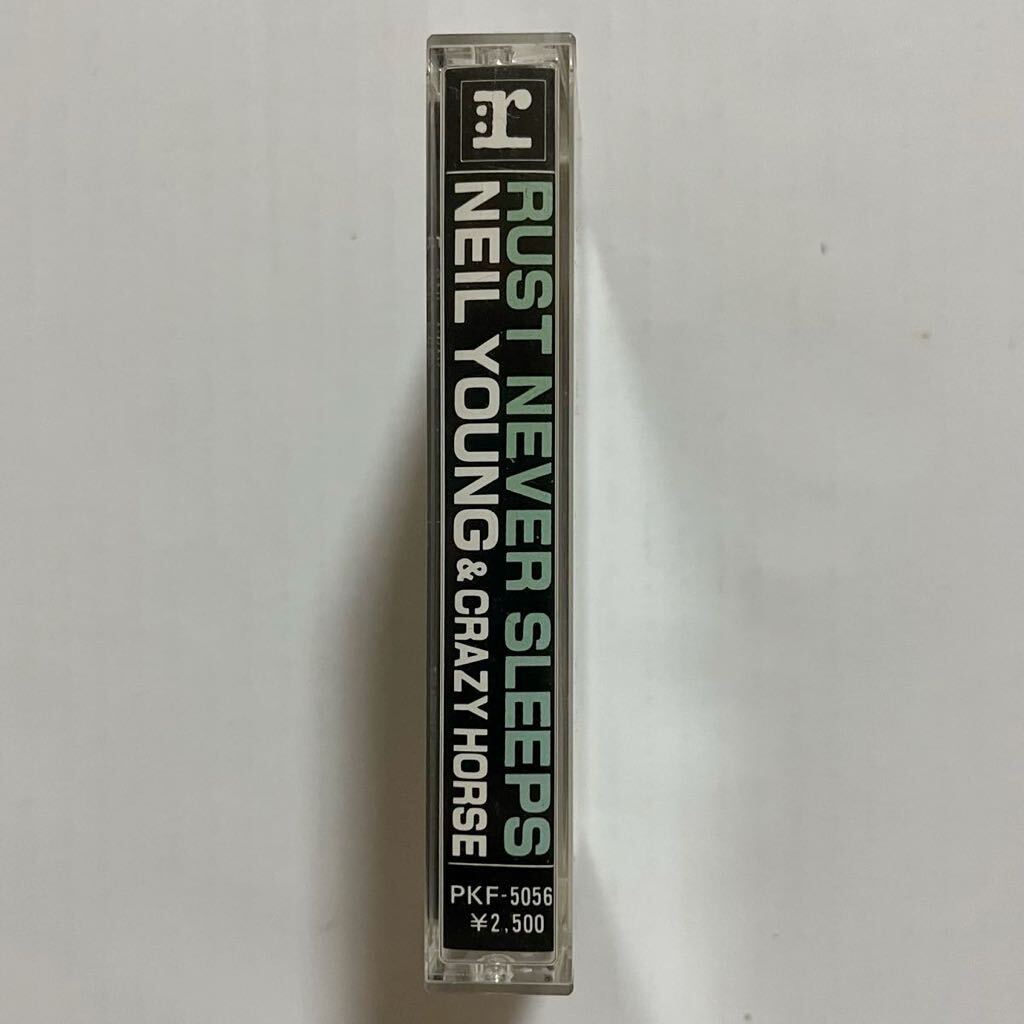 :r
RUST NEVER SLEEPS
NEIL YOUNG & CRAZY HORSE
PKF-5056
¥2,500